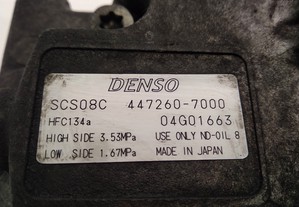 DENSO
SCS08C 447260-7000
HFC134a 04G01663
HIGH SIDE 3.53MPa USE ONLY ND-OIL 8
LOW SIDE 1.67MPa MADE IN JAPAN